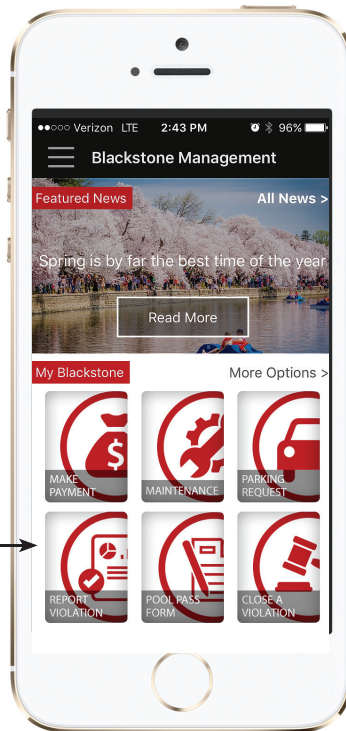 ●●○○○ Verizon LTE 2:43 PM 96%
Blackstone Management
Featured News All News >
Spring is by far the best time of the year
Read More
My Blackstone More Options >
$
MAKE
PAYMENT
MAINTENANCE
PARKING
REQUEST
REPORT
VIOLATION
POOL PASS
FORM
CLOSE A
VIOLATION